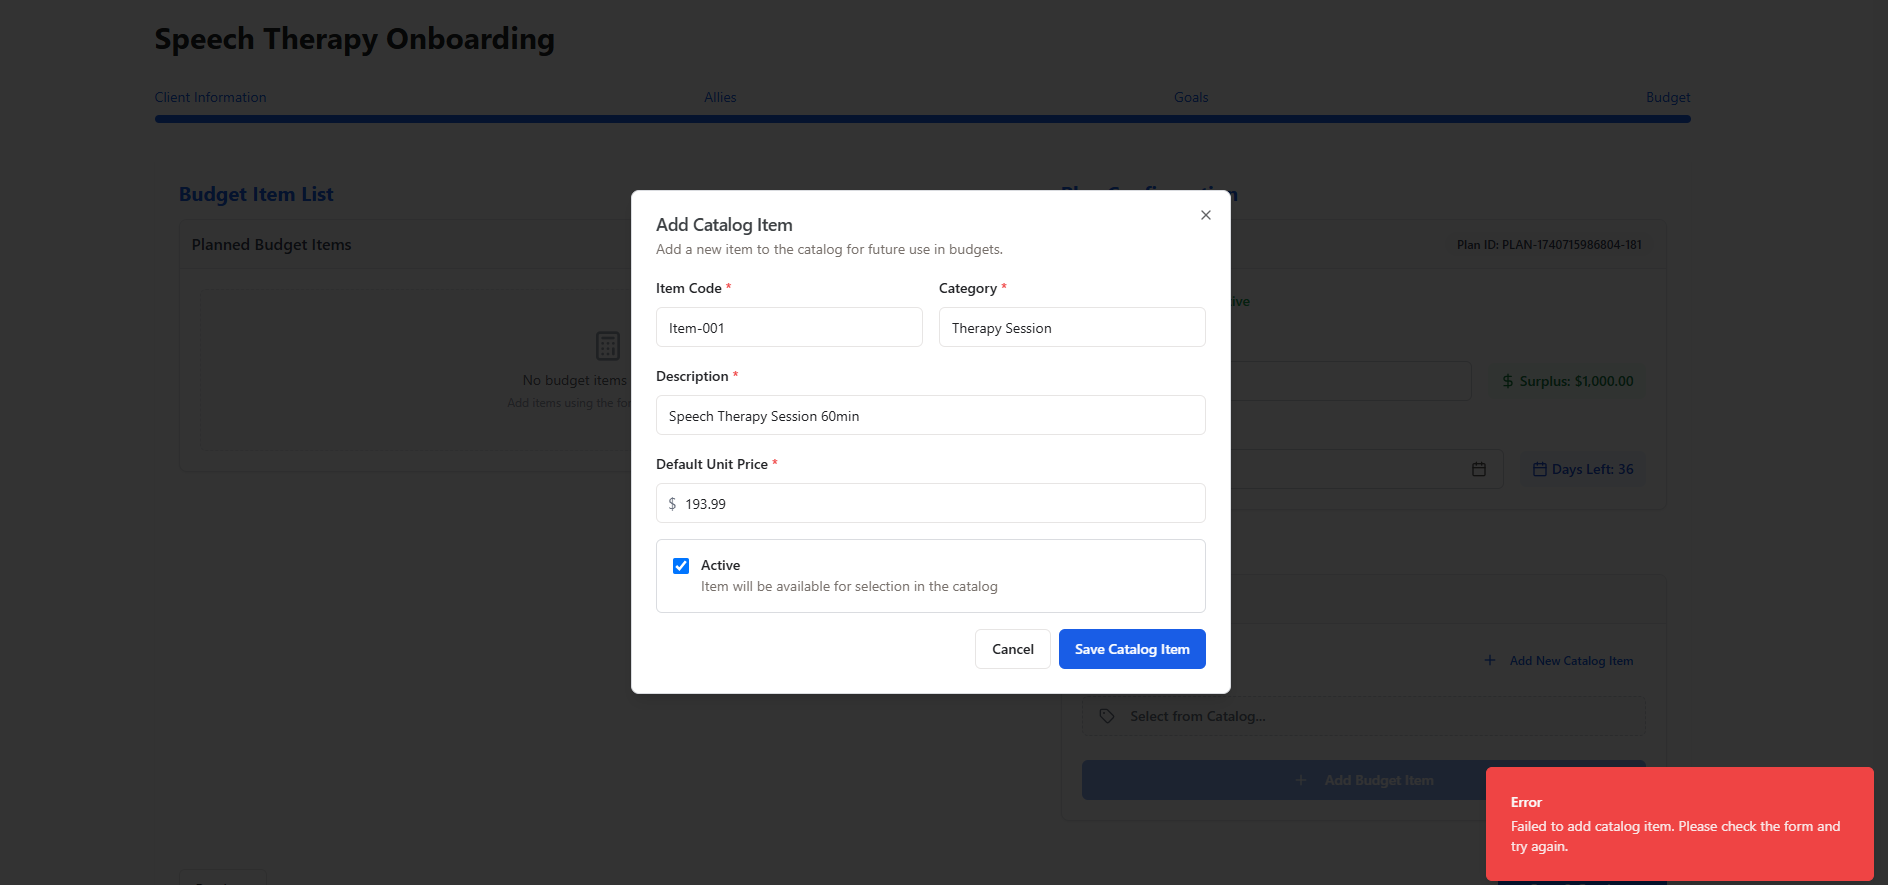 Speech Therapy Onboarding
Client Information
Allies
Goals
Budget
Budget Item List
Planned Budget Items
Plan ID: PLAN-1740715986804-181
No budget items
Add items using the
Surplus: $1,000.00
Days Left: 36
Add Catalog Item
Add a new item to the catalog for future use in budgets.
Item Code *
Category *
Item-001
Therapy Session
Description *
Speech Therapy Session 60min
Default Unit Price *
$ 193.99
Active
Item will be available for selection in the catalog
Cancel
Save Catalog Item
Add New Catalog Item
Select from Catalog...
Add Budget Item
Error
Failed to add catalog item. Please check the form and
try again.